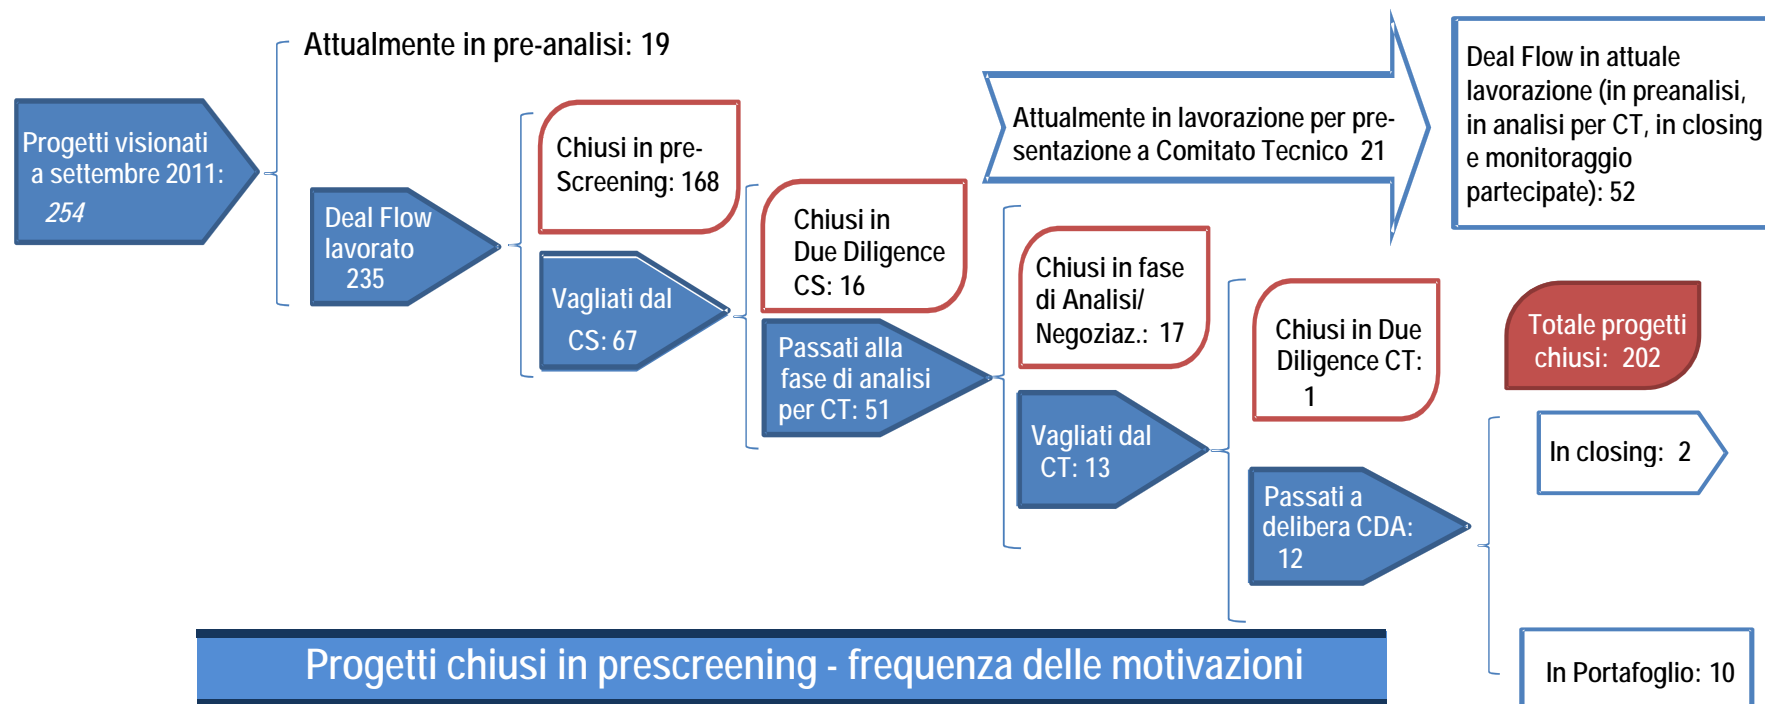 Attualmente in pre-analisi: 19
Progetti visionati
a settembre 2011:
254
Deal Flow
lavorato
235
Chiusi in pre-
Screening: 168
Vagliati dal
CS: 67
Chiusi in
Due Diligence
CS: 16
Passati alla
fase di analisi
per CT: 51
Attualmente in lavorazione per pre-
sentazione a Comitato Tecnico 21
Deal Flow in attuale
lavorazione (in preanalisi,
in analisi per CT, in closing
e monitoraggio
partecipate): 52
Chiusi in fase
di Analisi/
Negoziaz.: 17
Vagliati dal
CT: 13
Chiusi in Due
Diligence CT:
1
Passati a
delibera CDA:
12
Totale progetti
chiusi: 202
In closing: 2
In Portafoglio: 10
Progetti chiusi in prescreening - frequenza delle motivazioni